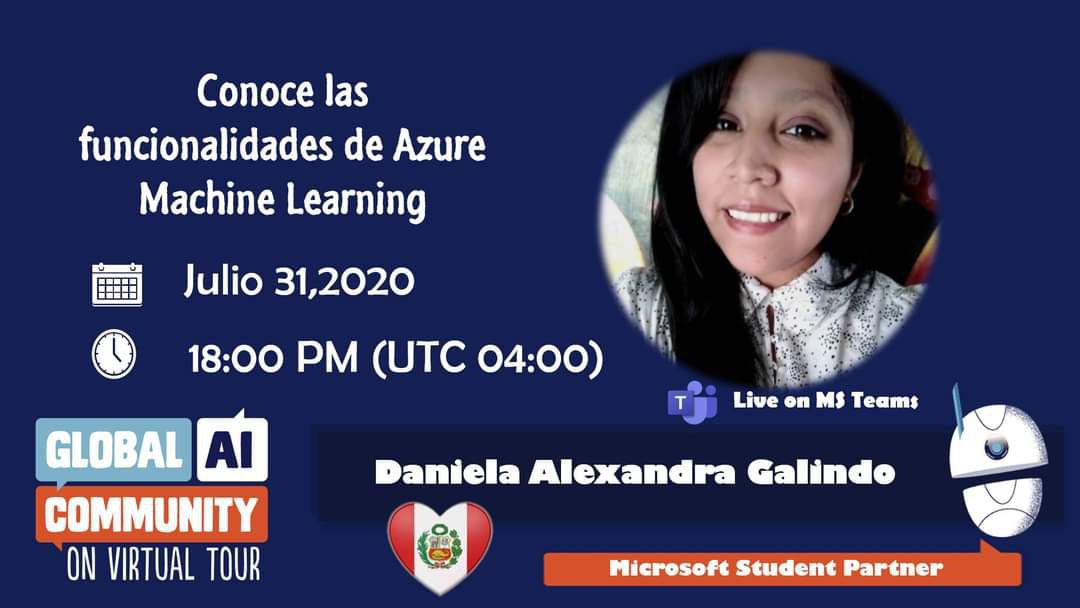 Conoce las
funcionalidades de Azure
Machine Learning
Julio 31,2020
18:00 PM (UTC 04:00)
T
Live on MS Teams
GLOBAL AI
COMMUNITY
ON VIRTUAL TOUR
Daniela Alexandra Galindo
Microsoft Student Partner